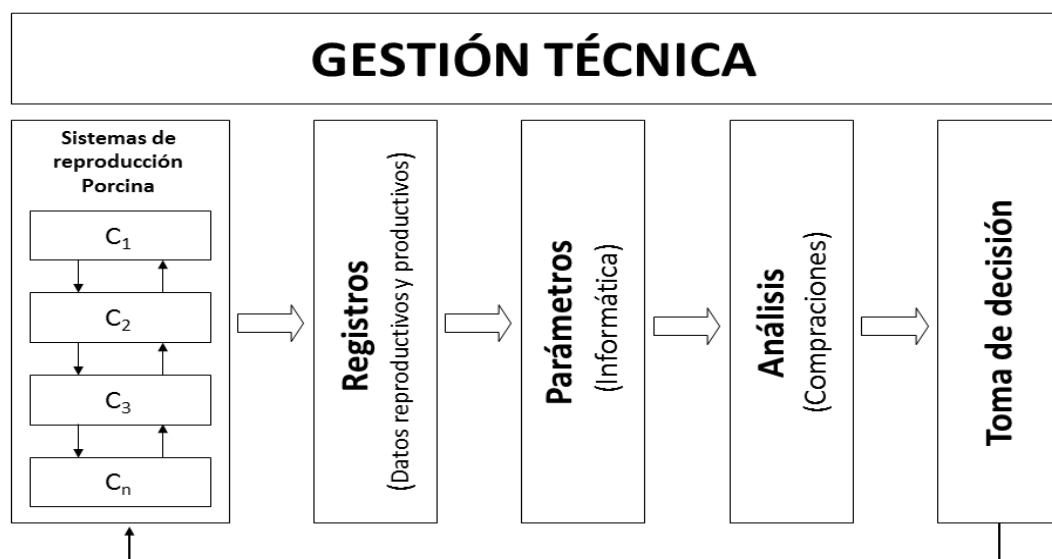 GESTIÓN TÉCNICA
Sistemas de
reproducción
Porcina
C₁
C₂
C₃
Cₙ
Registros
(Datos reproductivos y productivos)
Parámetros
(Informática)
Análisis
(Compraciones)
Toma de decisión